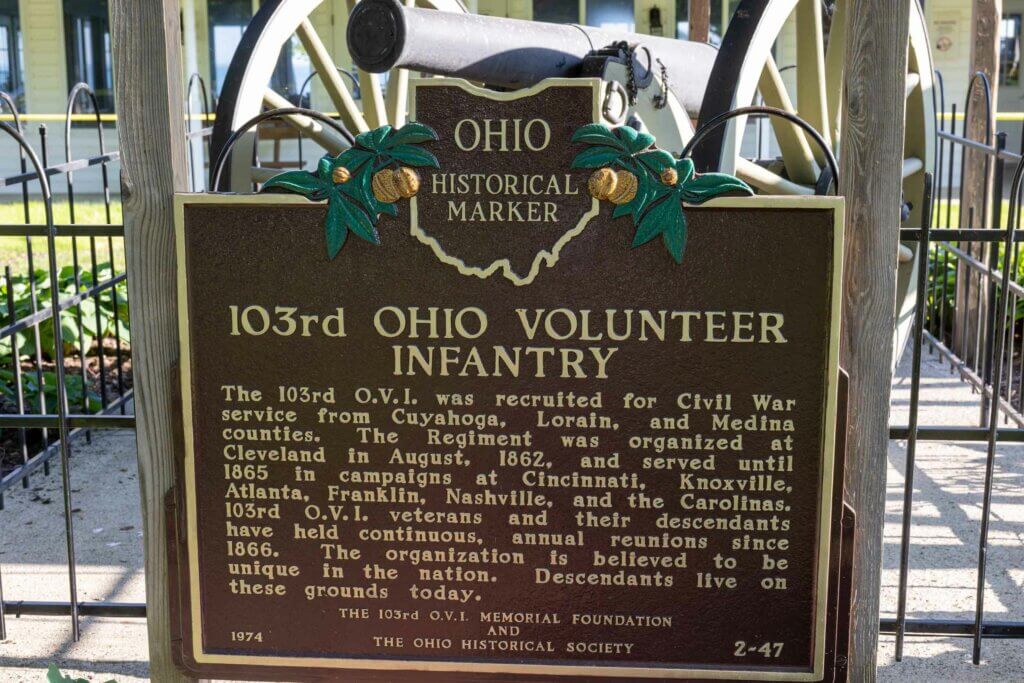 OHIO
HISTORICAL
MARKER
103rd OHIO VOLUNTEER
INFANTRY
The 103rd O.V.I. was recruited for Civil War
service from Cuyahoga, Lorain, and Medina
counties. The Regiment was organized at
Cleveland in August, 1862, and served until
1865 in campaigns at Cincinnati, Knoxville,
Atlanta, Franklin, Nashville, and the Carolinas.
103rd O.V.I. veterans and their descendants
have held continuous, annual reunions since
1866. The organization is believed to be
unique in the nation. Descendants live on
these grounds today.
THE 103rd O.V.I. MEMORIAL FOUNDATION
AND
THE OHIO HISTORICAL SOCIETY
1974
2-47